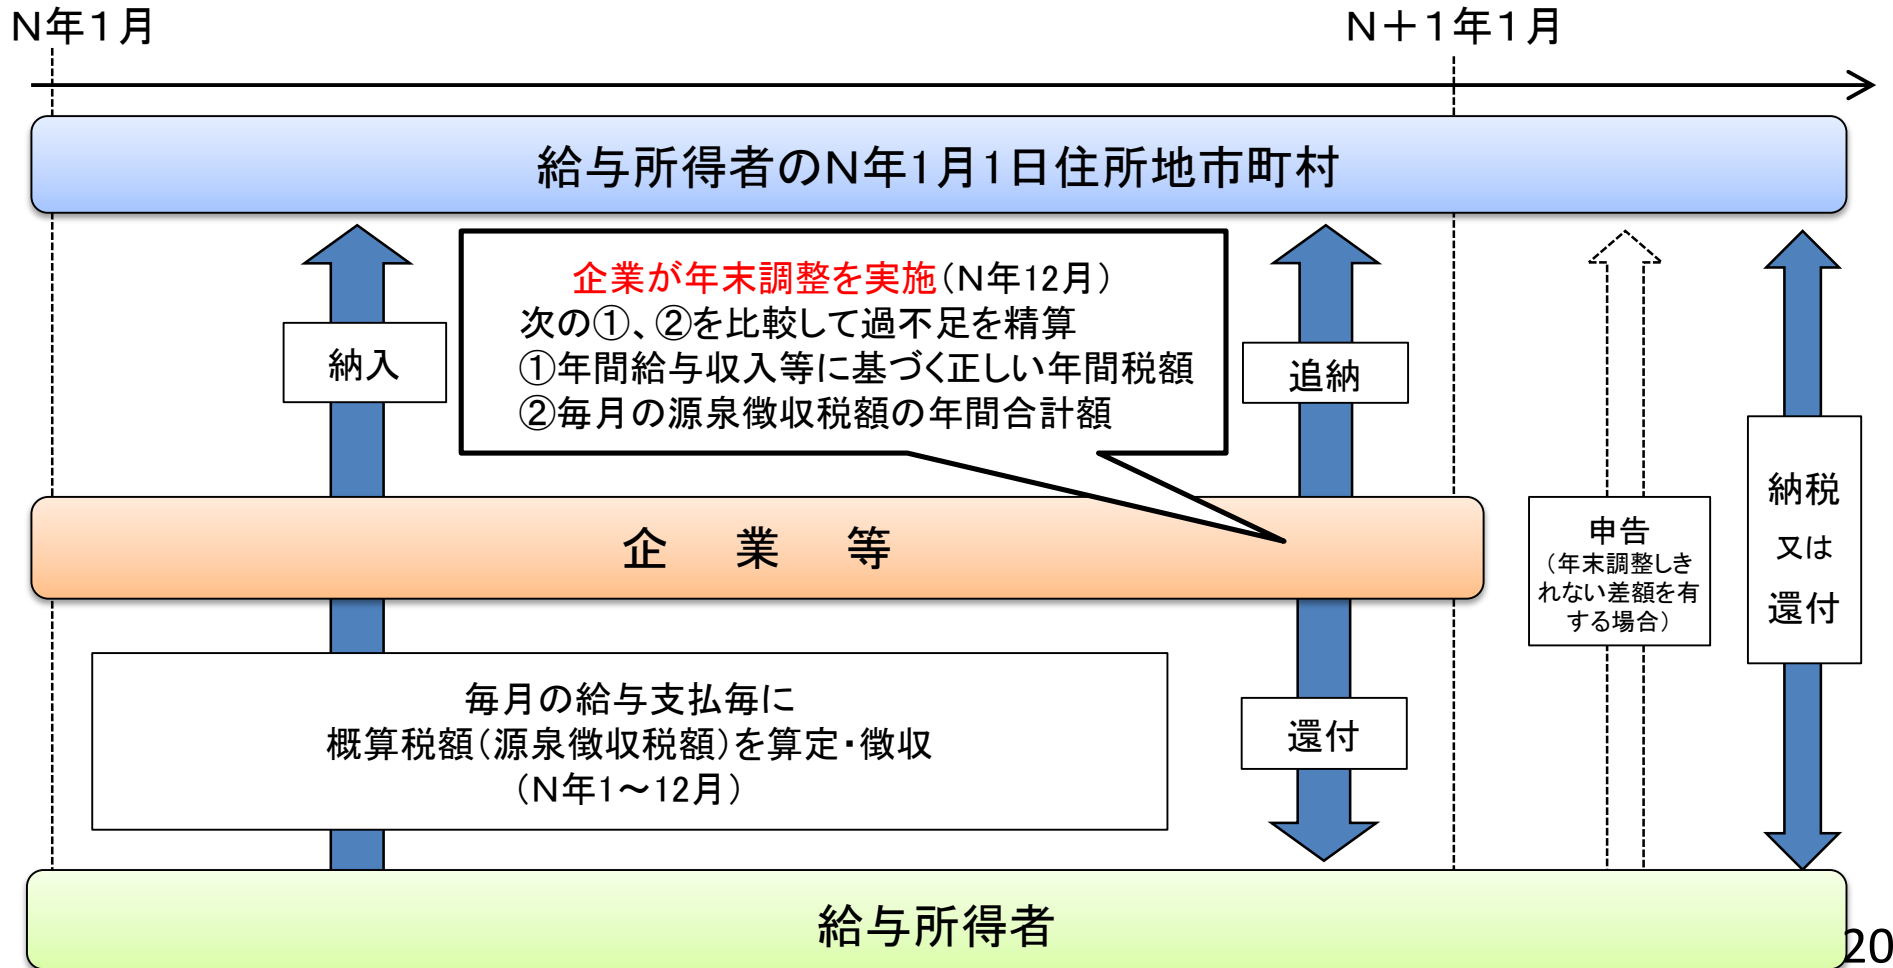 N年1月
N＋1年1月
給与所得者のN年1月1日住所地市町村
企業が年末調整を実施（N年12月）
次の①、②を比較して過不足を精算
①年間給与収入等に基づく正しい年間税額
②毎月の源泉徴収税額の年間合計額
納入
追納
企　業　等
申告
（年末調整しき
れない差額を有
する場合）
納税
又は
還付
毎月の給与支払毎に
概算税額（源泉徴収税額）を算定・徴収
（N年1～12月）
還付
給与所得者
20